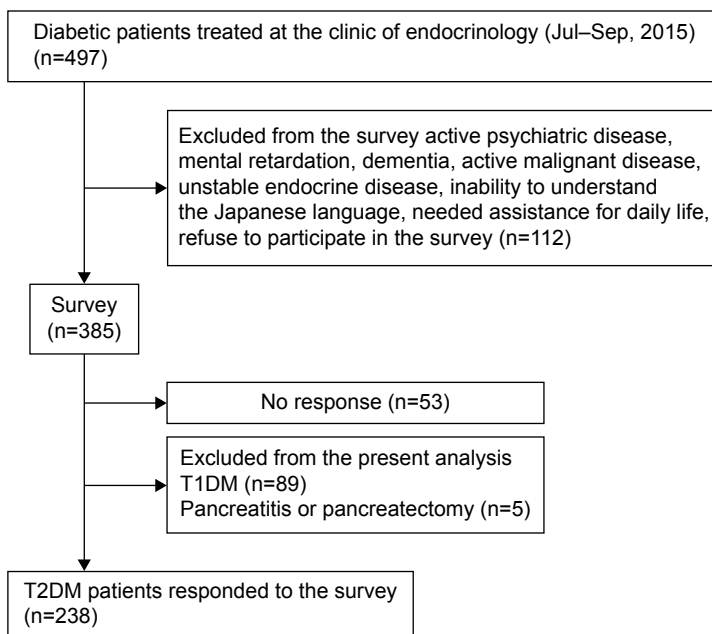 Diabetic patients treated at the clinic of endocrinology (Jul–Sep, 2015)
(n=497)
Excluded from the survey active psychiatric disease,
mental retardation, dementia, active malignant disease,
unstable endocrine disease, inability to understand
the Japanese language, needed assistance for daily life,
refuse to participate in the survey (n=112)
Survey
(n=385)
No response (n=53)
Excluded from the present analysis
T1DM (n=89)
Pancreatitis or pancreatectomy (n=5)
T2DM patients responded to the survey
(n=238)